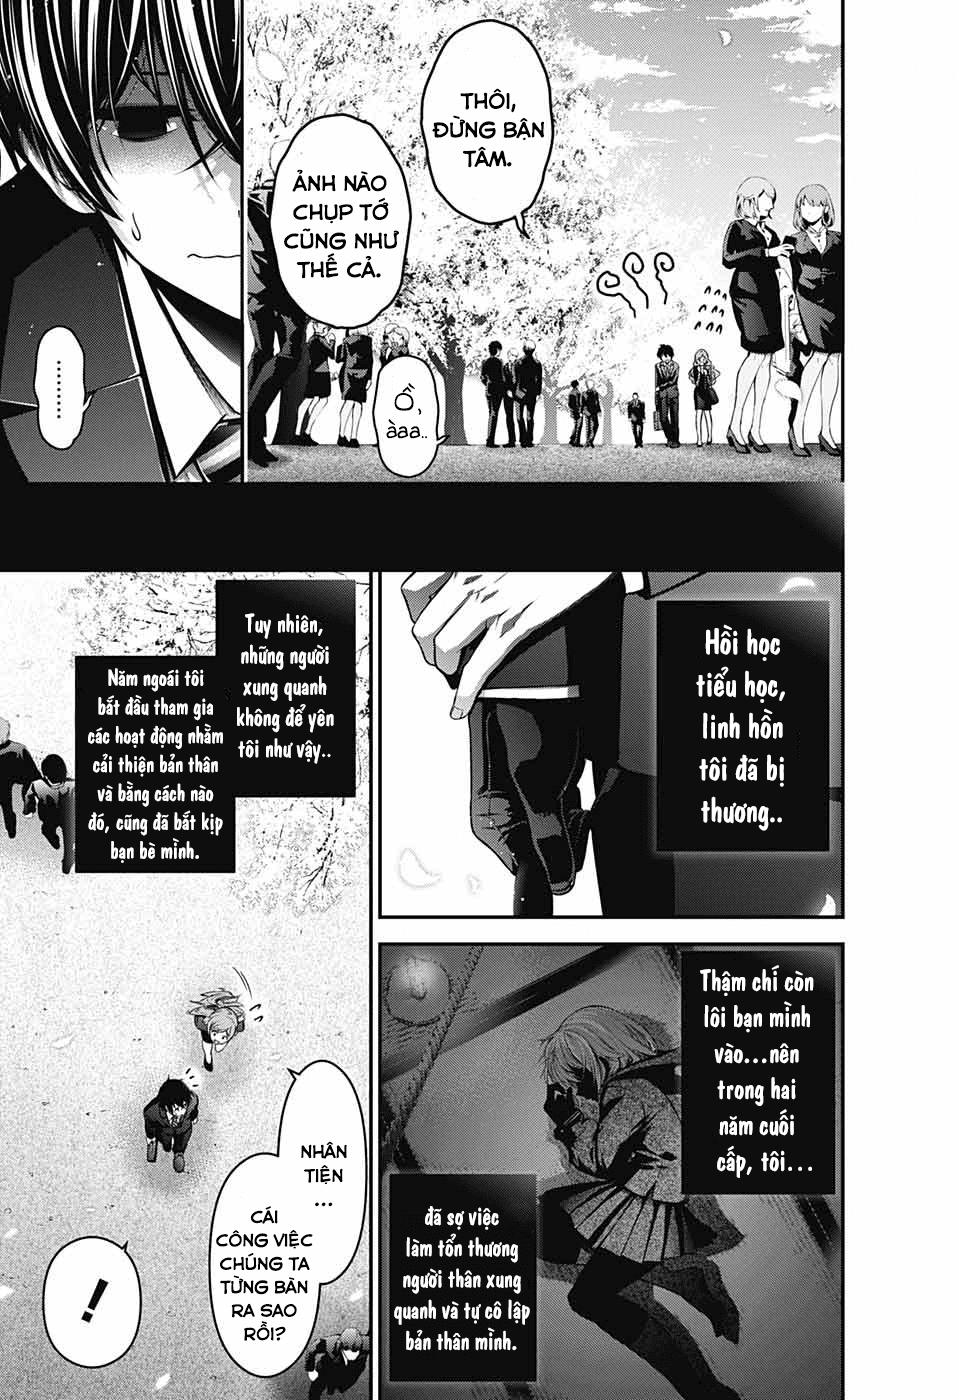 THÔI,
ĐỪNG BẬN
TÂM.
ẢNH NÀO
CHỤP TỚ
CŨNG NHƯ
THẾ CẢ.
Ồ,
ààa..
.........
Hồi học
tiểu học,
linh hồn
tôi đã bị
thương..
Thậm chí còn
lôi bạn mình
vào...nên
trong hai
năm cuối
cấp, tôi...
đã sợ việc
làm tổn thương
người thân xung
quanh và tự cô lập
bản thân mình.
Tuy nhiên,
những người
xung quanh
không để yên
tôi như vậy..
Năm ngoái tôi
bắt đầu tham gia
các hoạt động nhằm
cải thiện bản thân
và bằng cách nào
đó, cũng đã bắt kịp
bạn bè mình.
NHÂN
TIỆN
...
CÁI
CÔNG VIỆC
CHÚNG TA
TỪNG BÀN
RA SAO
RỒI?
!